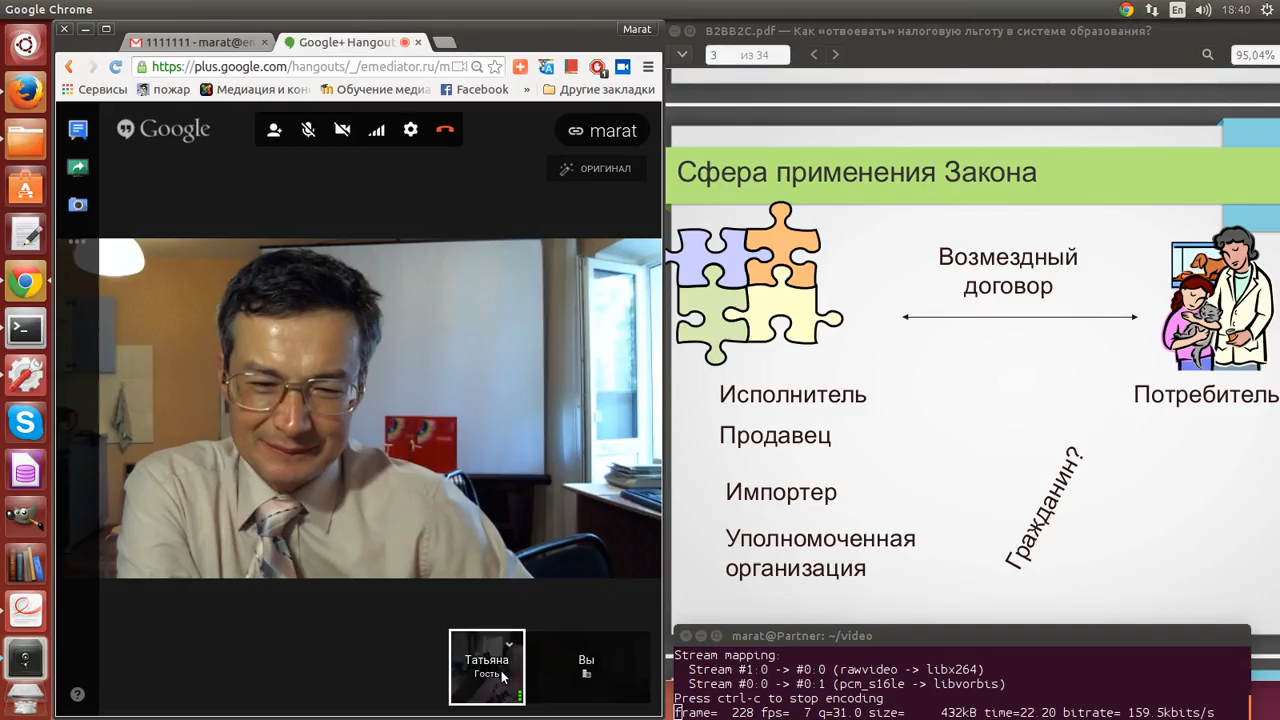 Google Chrome
En
18:40
Marat
1111111 - marat@en
Google+ Hangout
https://plus.google.com/hangouts/_/emediator.ru/m
1
Сервисы
пожар
Медиация и кон
Обучение медиа
Facebook
»
Другие закладки
Google
marat
ОРИГИНАЛ
Татьяна
Гость
Вы
B2BB2C.pdf — Как «отвоевать» налоговую льготу в системе образования?
3
из 34
95,04%
Сфера применения Закона
Возмездный
договор
Исполнитель
Потребитель
Продавец
Импортер
Гражданин?
Уполномоченная
организация
marat@Partner: ~/video
Stream mapping:
Stream #1:0 -> #0:0 (rawvideo -> libx264)
Stream #0:0 -> #0:1 (pcm_s16le -> libvorbis)
Press ctrl-c to stop encoding
frame= 228 fps= 7 q=31.0 size= 432kB time=22.20 bitrate= 159.5kbits/s